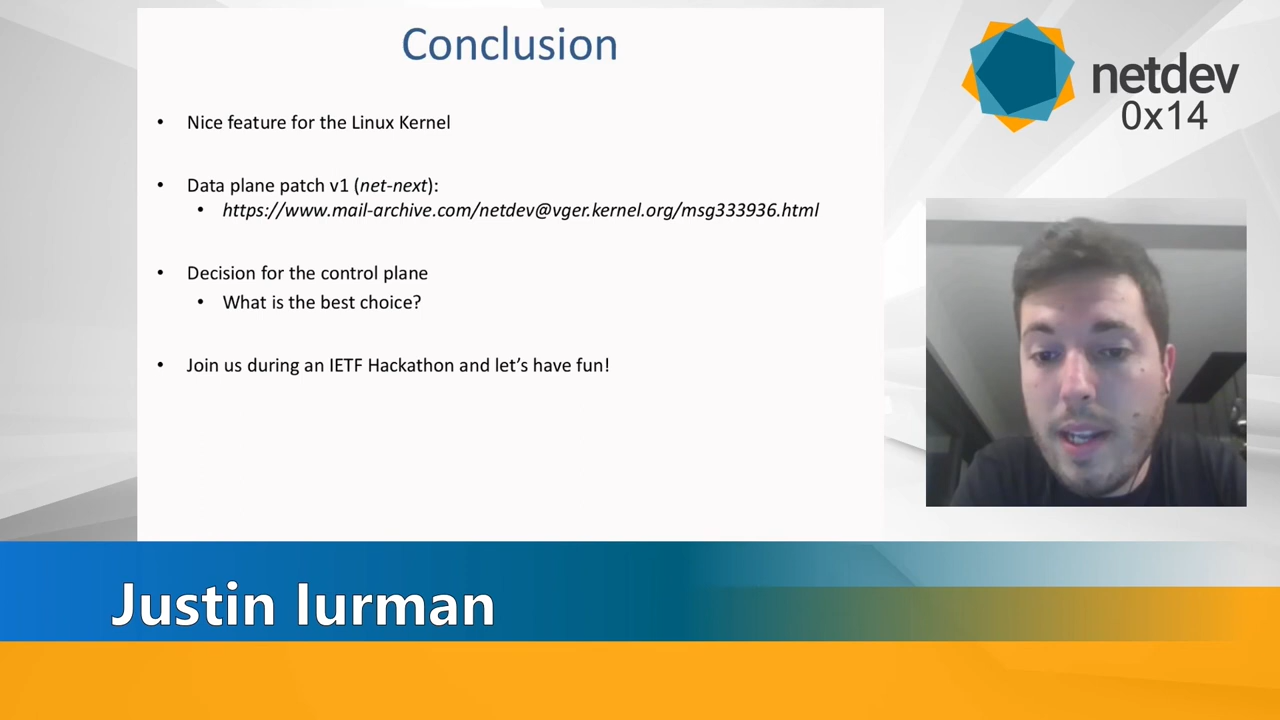 Conclusion
• Nice feature for the Linux Kernel
• Data plane patch v1 (net-next):
• https://www.mail-archive.com/netdev@vger.kernel.org/msg333936.html
• Decision for the control plane
• What is the best choice?
• Join us during an IETF Hackathon and let’s have fun!
netdev
0x14
Justin Iurman